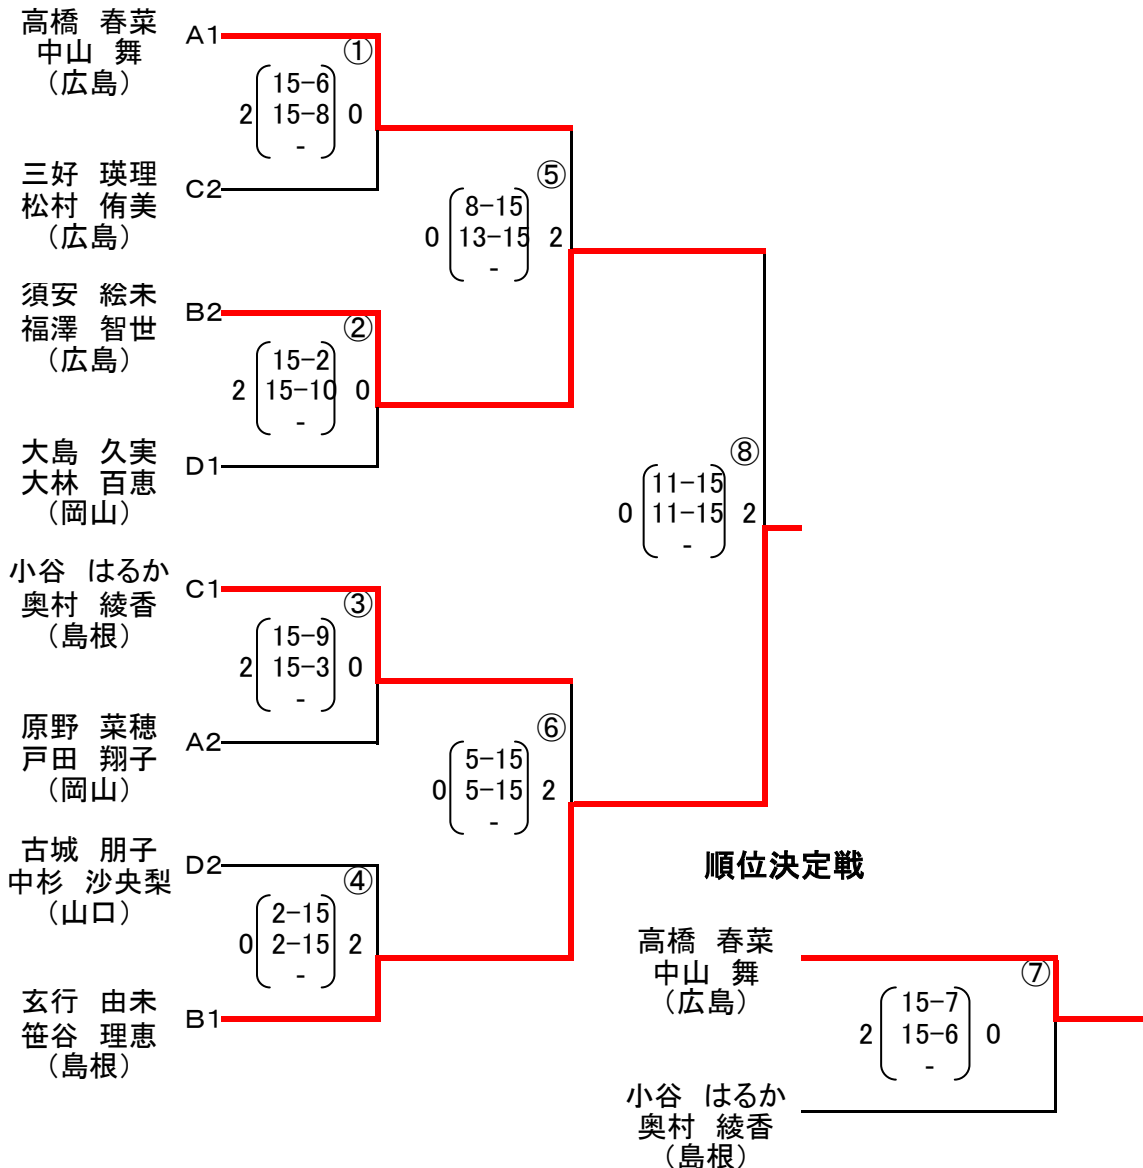 高橋 春菜
中山 舞
（広島）
A1
①
15-6
2 15-8 0
-
三好 瑛理
松村 侑美
（広島）
C2
⑤
8-15
0 13-15 2
-
須安 絵未
福澤 智世
（広島）
B2
②
15-2
2 15-10 0
-
大島 久実
大林 百恵
（岡山）
D1
⑧
11-15
0 11-15 2
-
小谷 はるか
奥村 綾香
（島根）
C1
③
15-9
2 15-3 0
-
原野 菜穂
戸田 翔子
（岡山）
A2
⑥
5-15
0 5-15 2
-
古城 朋子
中杉 沙央梨
（山口）
D2
④
2-15
0 2-15 2
-
玄行 由未
笹谷 理恵
（島根）
B1
順位決定戦
高橋 春菜
中山 舞
（広島）
⑦
15-7
2 15-6 0
-
小谷 はるか
奥村 綾香
（島根）